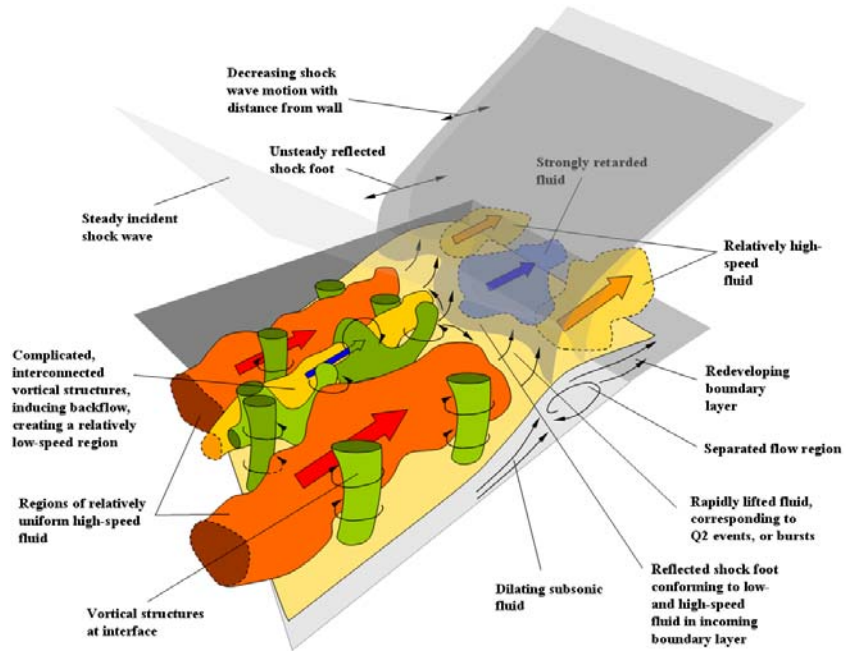 Decreasing shock
wave motion with
distance from wall
Unsteady reflected
shock foot
Strongly retarded
fluid
Steady incident
shock wave
Relatively high-
speed
fluid
Complicated,
interconnected
vortical structures,
inducing backflow,
creating a relatively
low-speed region
Redeveloping
boundary
layer
Separated flow region
Regions of relatively
uniform high-speed
fluid
Rapidly lifted fluid,
corresponding to
Q2 events, or bursts
Dilating subsonic
fluid
Reflected shock foot
conforming to low-
and high-speed
fluid in incoming
boundary layer
Vortical structures
at interface